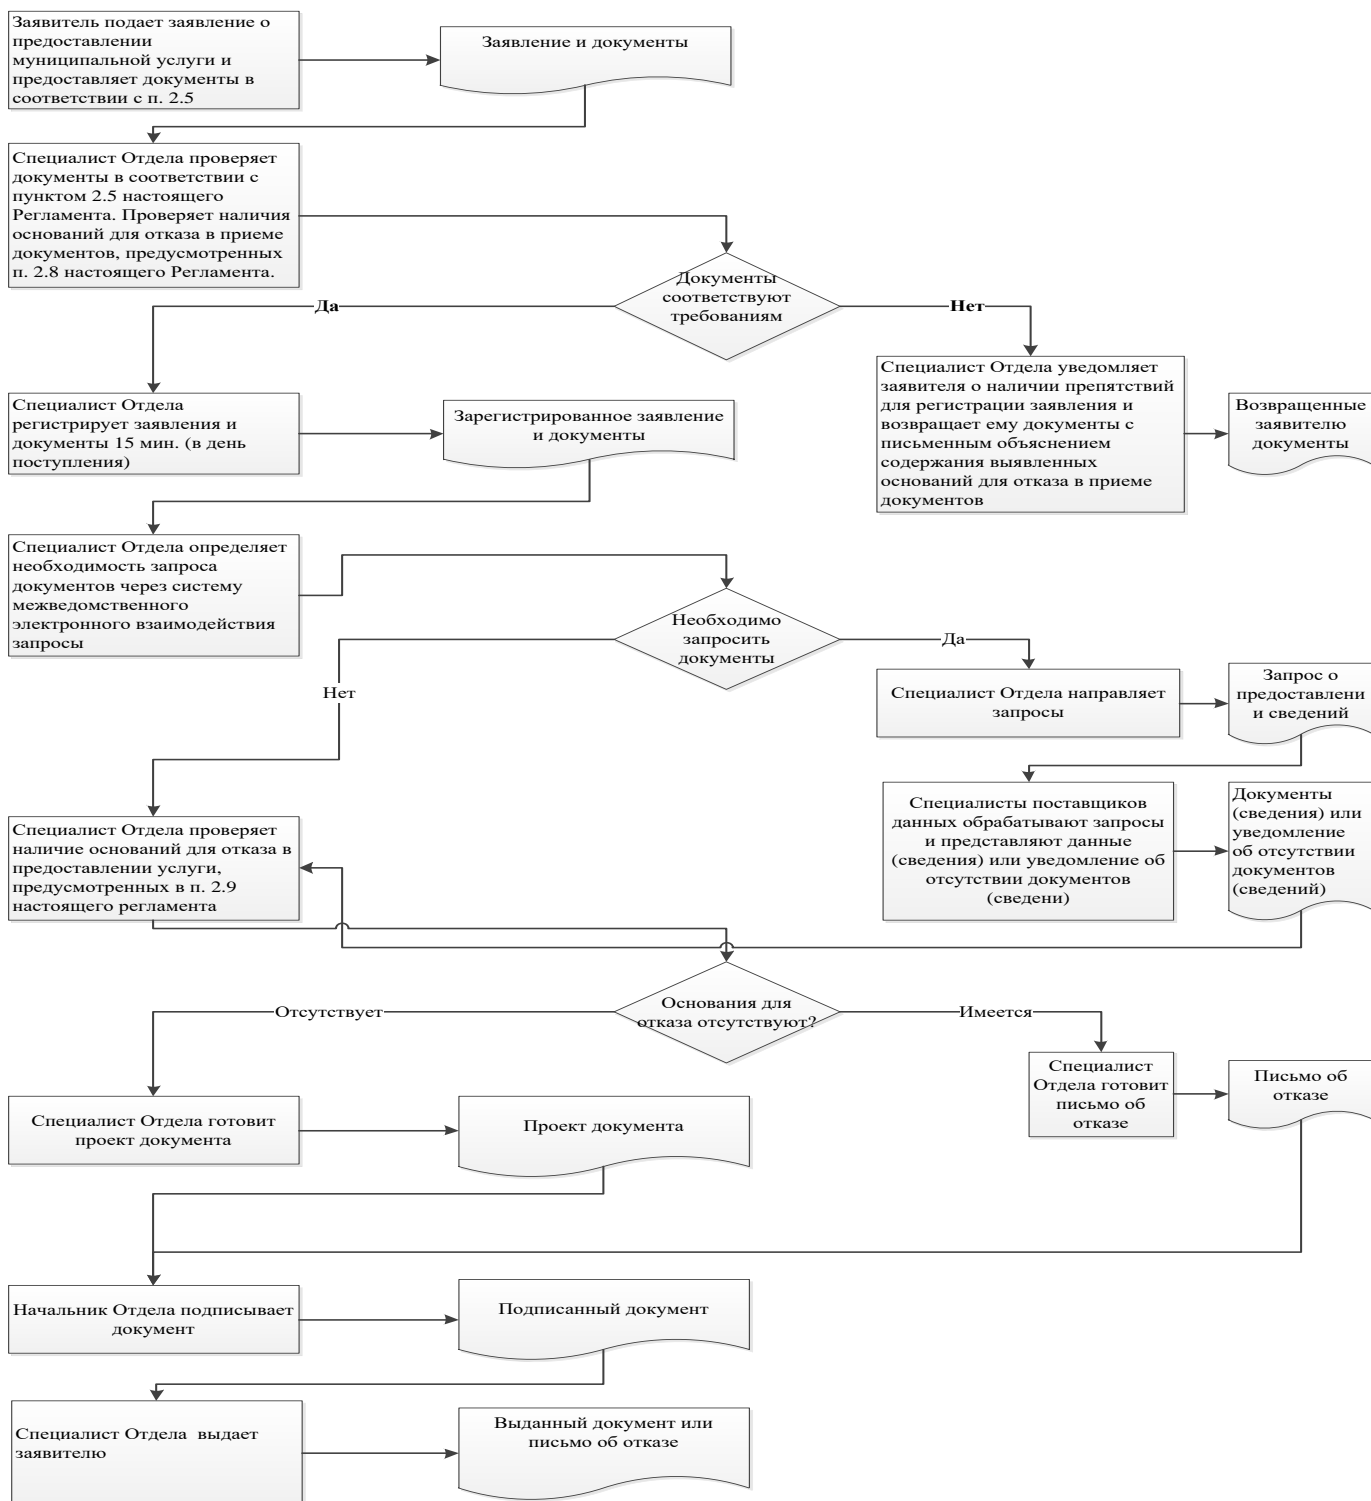 Заявитель подает заявление о
предоставлении
муниципальной услуги и
предоставляет документы в
соответствии с п. 2.5
Заявление и документы
Специалист Отдела проверяет
документы в соответствии с
пунктом 2.5 настоящего
Регламента. Проверяет наличия
оснований для отказа в приеме
документов, предусмотренных
п. 2.8 настоящего Регламента.
Документы
соответствуют
требованиям
Да
Нет
Специалист Отдела
регистрирует заявления и
документы 15 мин. (в день
поступления)
Зарегистрированное заявление
и документы
Специалист Отдела уведомляет
заявителя о наличии препятствий
для регистрации заявления и
возвращает ему документы с
письменным объяснением
содержания выявленных
оснований для отказа в приеме
документов
Возвращенные
заявителю
документы
Специалист Отдела определяет
необходимость запроса
документов через систему
межведомственного
электронного взаимодействия
запросы
Необходимо
запросить
документы
Да
Нет
Специалист Отдела направляет
запросы
Запрос о
предоставлени
и сведений
Специалисты поставщиков
данных обрабатывают запросы
и представляют данные
(сведения) или уведомление об
отсутствии документов
(сведени)
Документы
(сведения) или
уведомление
об отсутствии
документов
(сведений)
Специалист Отдела проверяет
наличие оснований для отказа в
предоставлении услуги,
предусмотренных в п. 2.9
настоящего регламента
Основания для
отказа отсутствуют?
Отсутствует
Имеется
Специалист
Отдела готовит
письмо об
отказе
Письмо об
отказе
Специалист Отдела готовит
проект документа
Проект документа
Начальник Отдела подписывает
документ
Подписанный документ
Специалист Отдела  выдает
заявителю
Выданный документ или
письмо об отказе